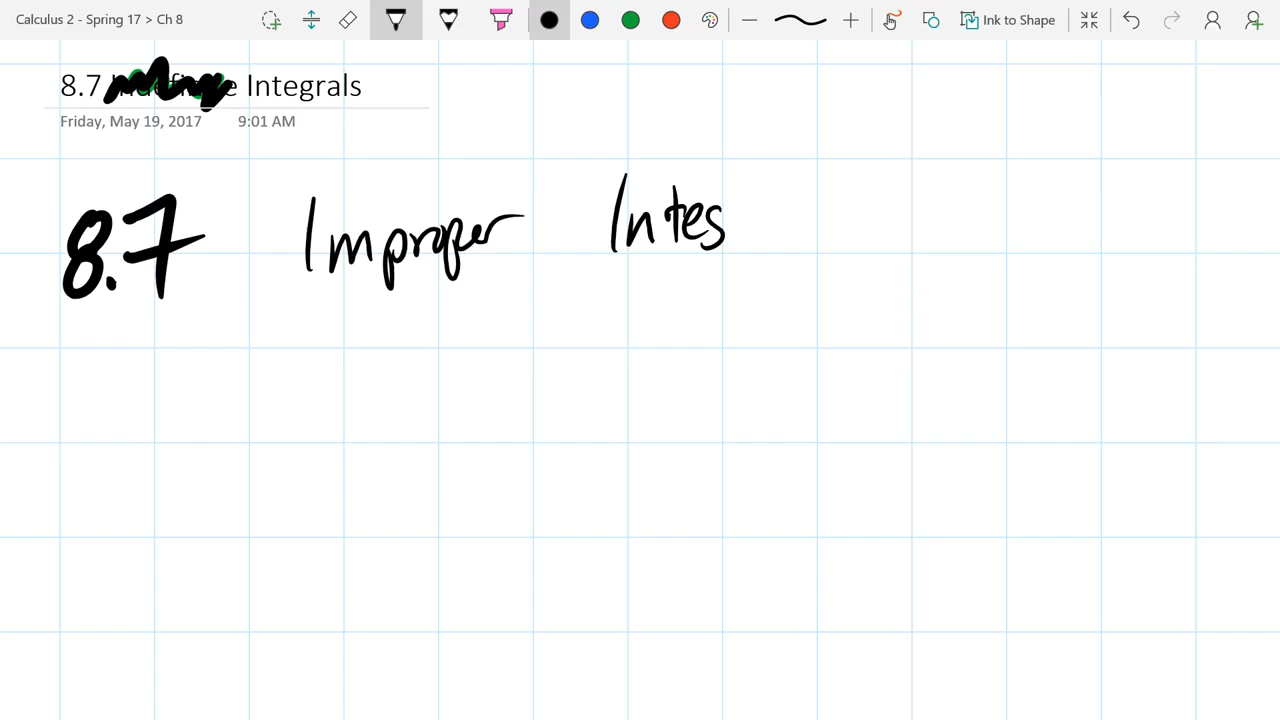 Calculus 2 - Spring 17 > Ch 8
Ink to Shape
8.7 Integrals
Friday, May 19, 2017 9:01 AM
8.7 Improper Intes